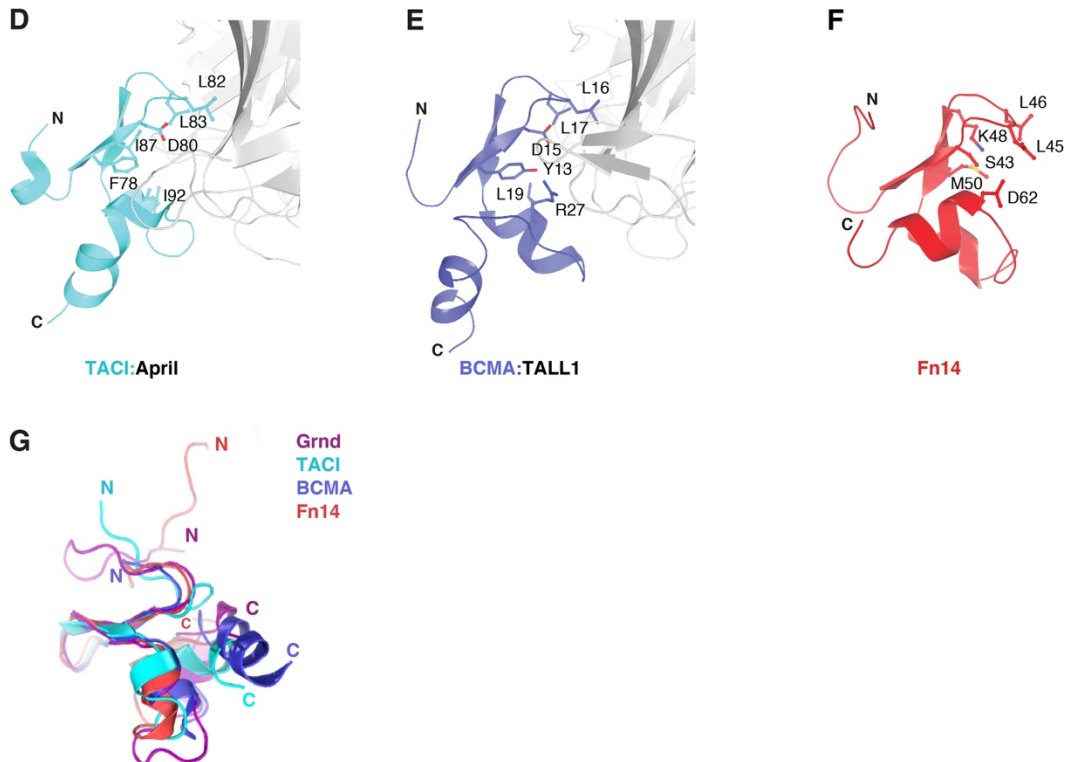 D
N
L82
L83
I87 D80
F78
I92
C
TACI:April
E
N
L16
L17
D15
Y13
L19
R27
C
BCMA:TALL1
F
N
L46
K48
L45
S43
M50
D62
C
Fn14
G
N
N
N
N
C
C
C
C
Grnd
TACI
BCMA
Fn14